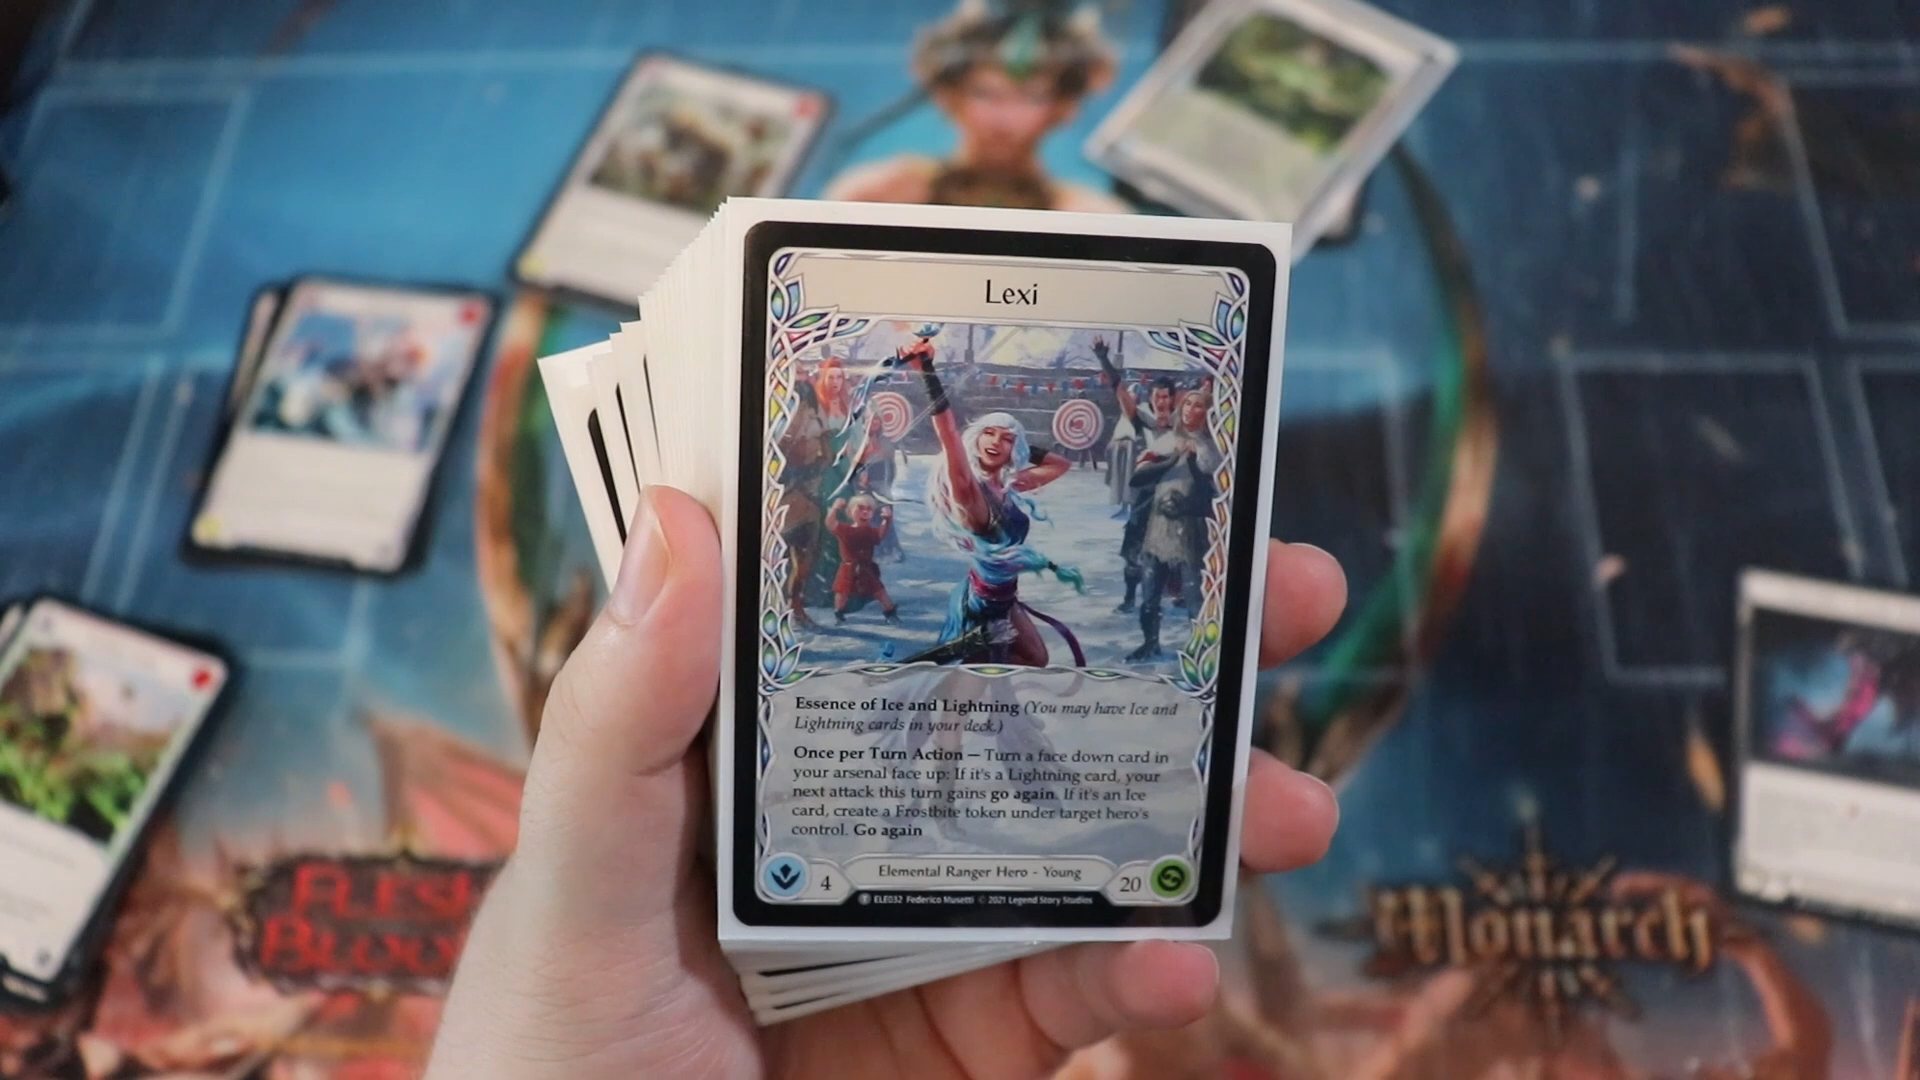 Lexi
Essence of Ice and Lightning (You may have Ice and
Lightning cards in your deck.)
Once per Turn Action — Turn a face down card in
your arsenal face up: If it's a Lightning card, your
next attack this turn gains go again. If it's an Ice
card, create a Frostbite token under target hero's
control. Go again
4
Elemental Ranger Hero - Young
20
T ELE032 Federico Musetti © 2021 Legend Story Studios
FLESH
BLOOD
Monarch